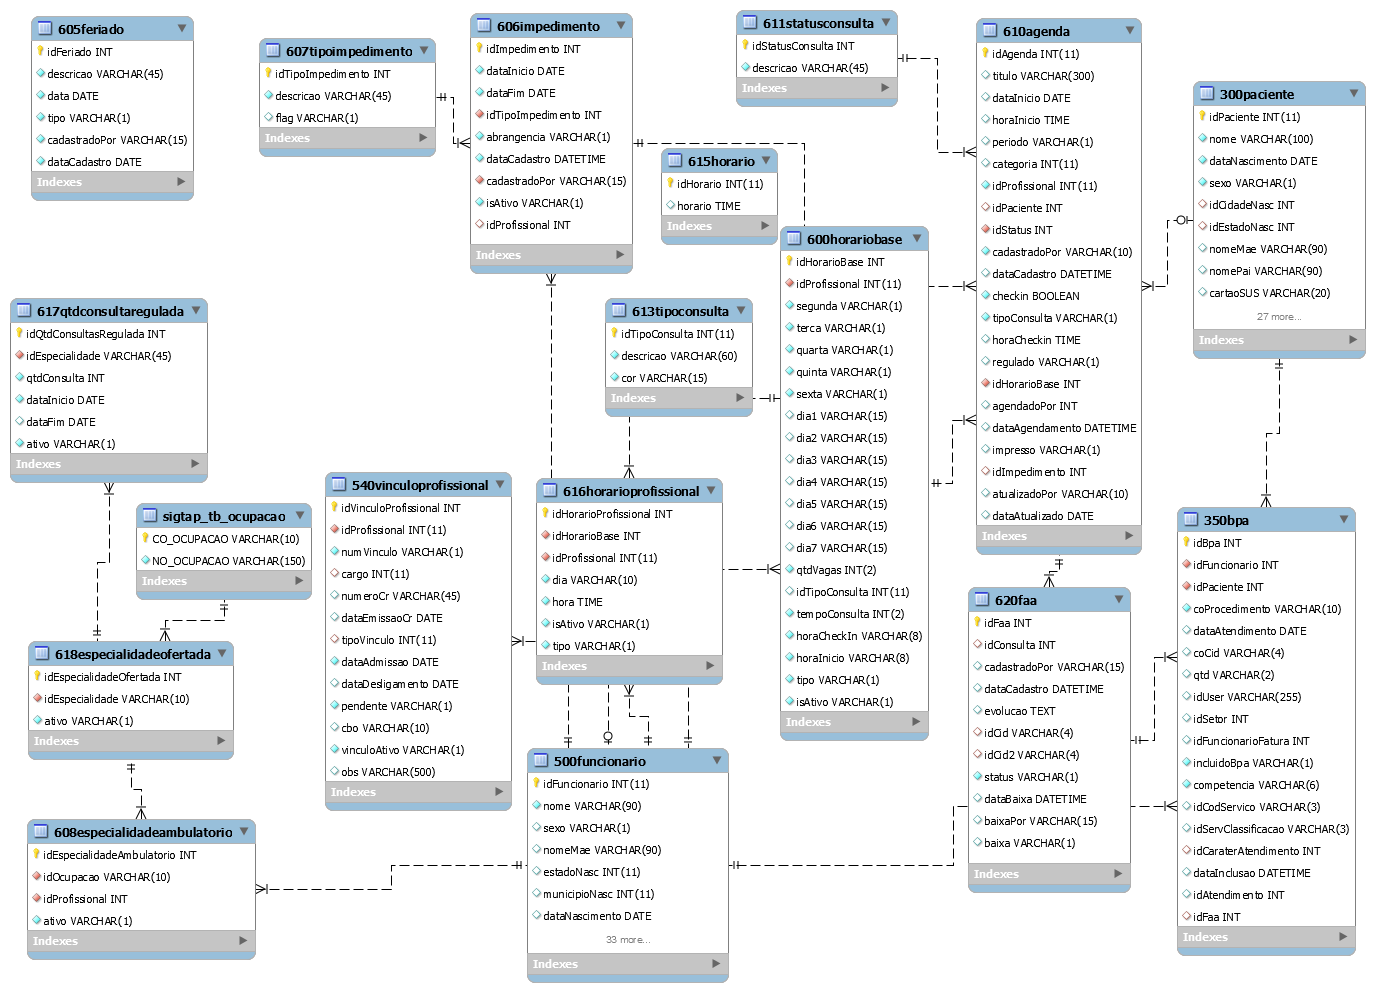 605feriado
idFeriado INT
descricao VARCHAR(45)
data DATE
tipo VARCHAR(1)
cadastradoPor VARCHAR(15)
dataCadastro DATE
Indexes
607tipoimpedimento
idTipoImpedimento INT
descricao VARCHAR(45)
flag VARCHAR(1)
Indexes
606impedimento
idImpedimento INT
dataInicio DATE
dataFim DATE
idTipoImpedimento INT
abrangencia VARCHAR(1)
dataCadastro DATETIME
cadastradoPor VARCHAR(15)
isAtivo VARCHAR(1)
idProfissional INT
Indexes
611statusconsulta
idStatusConsulta INT
descricao VARCHAR(45)
Indexes
615horario
idHorario INT(11)
horario TIME
Indexes
610agenda
idAgenda INT(11)
titulo VARCHAR(300)
dataInicio DATE
horaInicio TIME
periodo VARCHAR(1)
categoria INT(11)
idProfissional INT(11)
idPaciente INT
idStatus INT
cadastradoPor VARCHAR(10)
dataCadastro DATETIME
checkin BOOLEAN
tipoConsulta VARCHAR(1)
horaCheckin TIME
regulado VARCHAR(1)
idHorarioBase INT
agendadoPor INT
dataAgendamento DATETIME
impresso VARCHAR(1)
idImpedimento INT
atualizadoPor VARCHAR(10)
dataAtualizado DATE
Indexes
300paciente
idPaciente INT(11)
nome VARCHAR(100)
dataNascimento DATE
sexo VARCHAR(1)
idCidadeNasc INT
idEstadoNasc INT
nomeMae VARCHAR(90)
nomePai VARCHAR(90)
cartaoSUS VARCHAR(20)
27 more...
Indexes
600horariobase
idHorarioBase INT
idProfissional INT(11)
segunda VARCHAR(1)
terca VARCHAR(1)
quarta VARCHAR(1)
quinta VARCHAR(1)
sexta VARCHAR(1)
dia1 VARCHAR(15)
dia2 VARCHAR(15)
dia3 VARCHAR(15)
dia4 VARCHAR(15)
dia5 VARCHAR(15)
dia6 VARCHAR(15)
dia7 VARCHAR(15)
qtdVagas INT(2)
idTipoConsulta INT(11)
tempoConsulta INT(2)
horaCheckIn VARCHAR(8)
horaInicio VARCHAR(8)
tipo VARCHAR(1)
isAtivo VARCHAR(1)
Indexes
617qtdconsultaregulada
idQtdConsultasRegulada INT
idEspecialidade VARCHAR(45)
qtdConsulta INT
dataInicio DATE
dataFim DATE
ativo VARCHAR(1)
Indexes
613tipoconsulta
idTipoConsulta INT(11)
descricao VARCHAR(60)
cor VARCHAR(15)
Indexes
540vinculoprofissional
idVinculoProfissional INT
idProfissional INT(11)
numVinculo VARCHAR(1)
cargo INT(11)
numeroCr VARCHAR(45)
dataEmissaoCr DATE
tipoVinculo INT(11)
dataAdmissao DATE
dataDesligamento DATE
pendente VARCHAR(1)
cbo VARCHAR(10)
vinculoAtivo VARCHAR(1)
obs VARCHAR(500)
Indexes
616horarioprofissional
idHorarioProfissional INT
idHorarioBase INT
idProfissional INT(11)
dia VARCHAR(10)
hora TIME
isAtivo VARCHAR(1)
tipo VARCHAR(1)
Indexes
sigtap_tb_ocupacao
CO_OCUPACAO VARCHAR(10)
NO_OCUPACAO VARCHAR(150)
Indexes
350bpa
idBpa INT
idFuncionario INT
idPaciente INT
coProcedimento VARCHAR(10)
dataAtendimento DATE
coCid VARCHAR(4)
qtd VARCHAR(2)
idUser VARCHAR(255)
idSetor INT
idFuncionarioFatura INT
incluidoBpa VARCHAR(1)
competencia VARCHAR(6)
idCodServico VARCHAR(3)
idServClassificacao VARCHAR(3)
idCaraterAtendimento INT
dataInclusao DATETIME
idAtendimento INT
idFaa INT
Indexes
620faa
idFaa INT
idConsulta INT
cadastradoPor VARCHAR(15)
dataCadastro DATETIME
evolucao TEXT
idCid VARCHAR(4)
idCid2 VARCHAR(4)
status VARCHAR(1)
dataBaixa DATETIME
baixaPor VARCHAR(15)
baixa VARCHAR(1)
Indexes
618especialidadeofertada
idEspecialidadeOfertada INT
idEspecialidade VARCHAR(10)
ativo VARCHAR(1)
Indexes
500funcionario
idFuncionario INT(11)
nome VARCHAR(90)
sexo VARCHAR(1)
nomeMae VARCHAR(90)
estadoNasc INT(11)
municipioNasc INT(11)
dataNascimento DATE
33 more...
Indexes
608especialidadeambulatorio
idEspecialidadeAmbulatorio INT
idOcupacao VARCHAR(10)
idProfissional INT
ativo VARCHAR(1)
Indexes